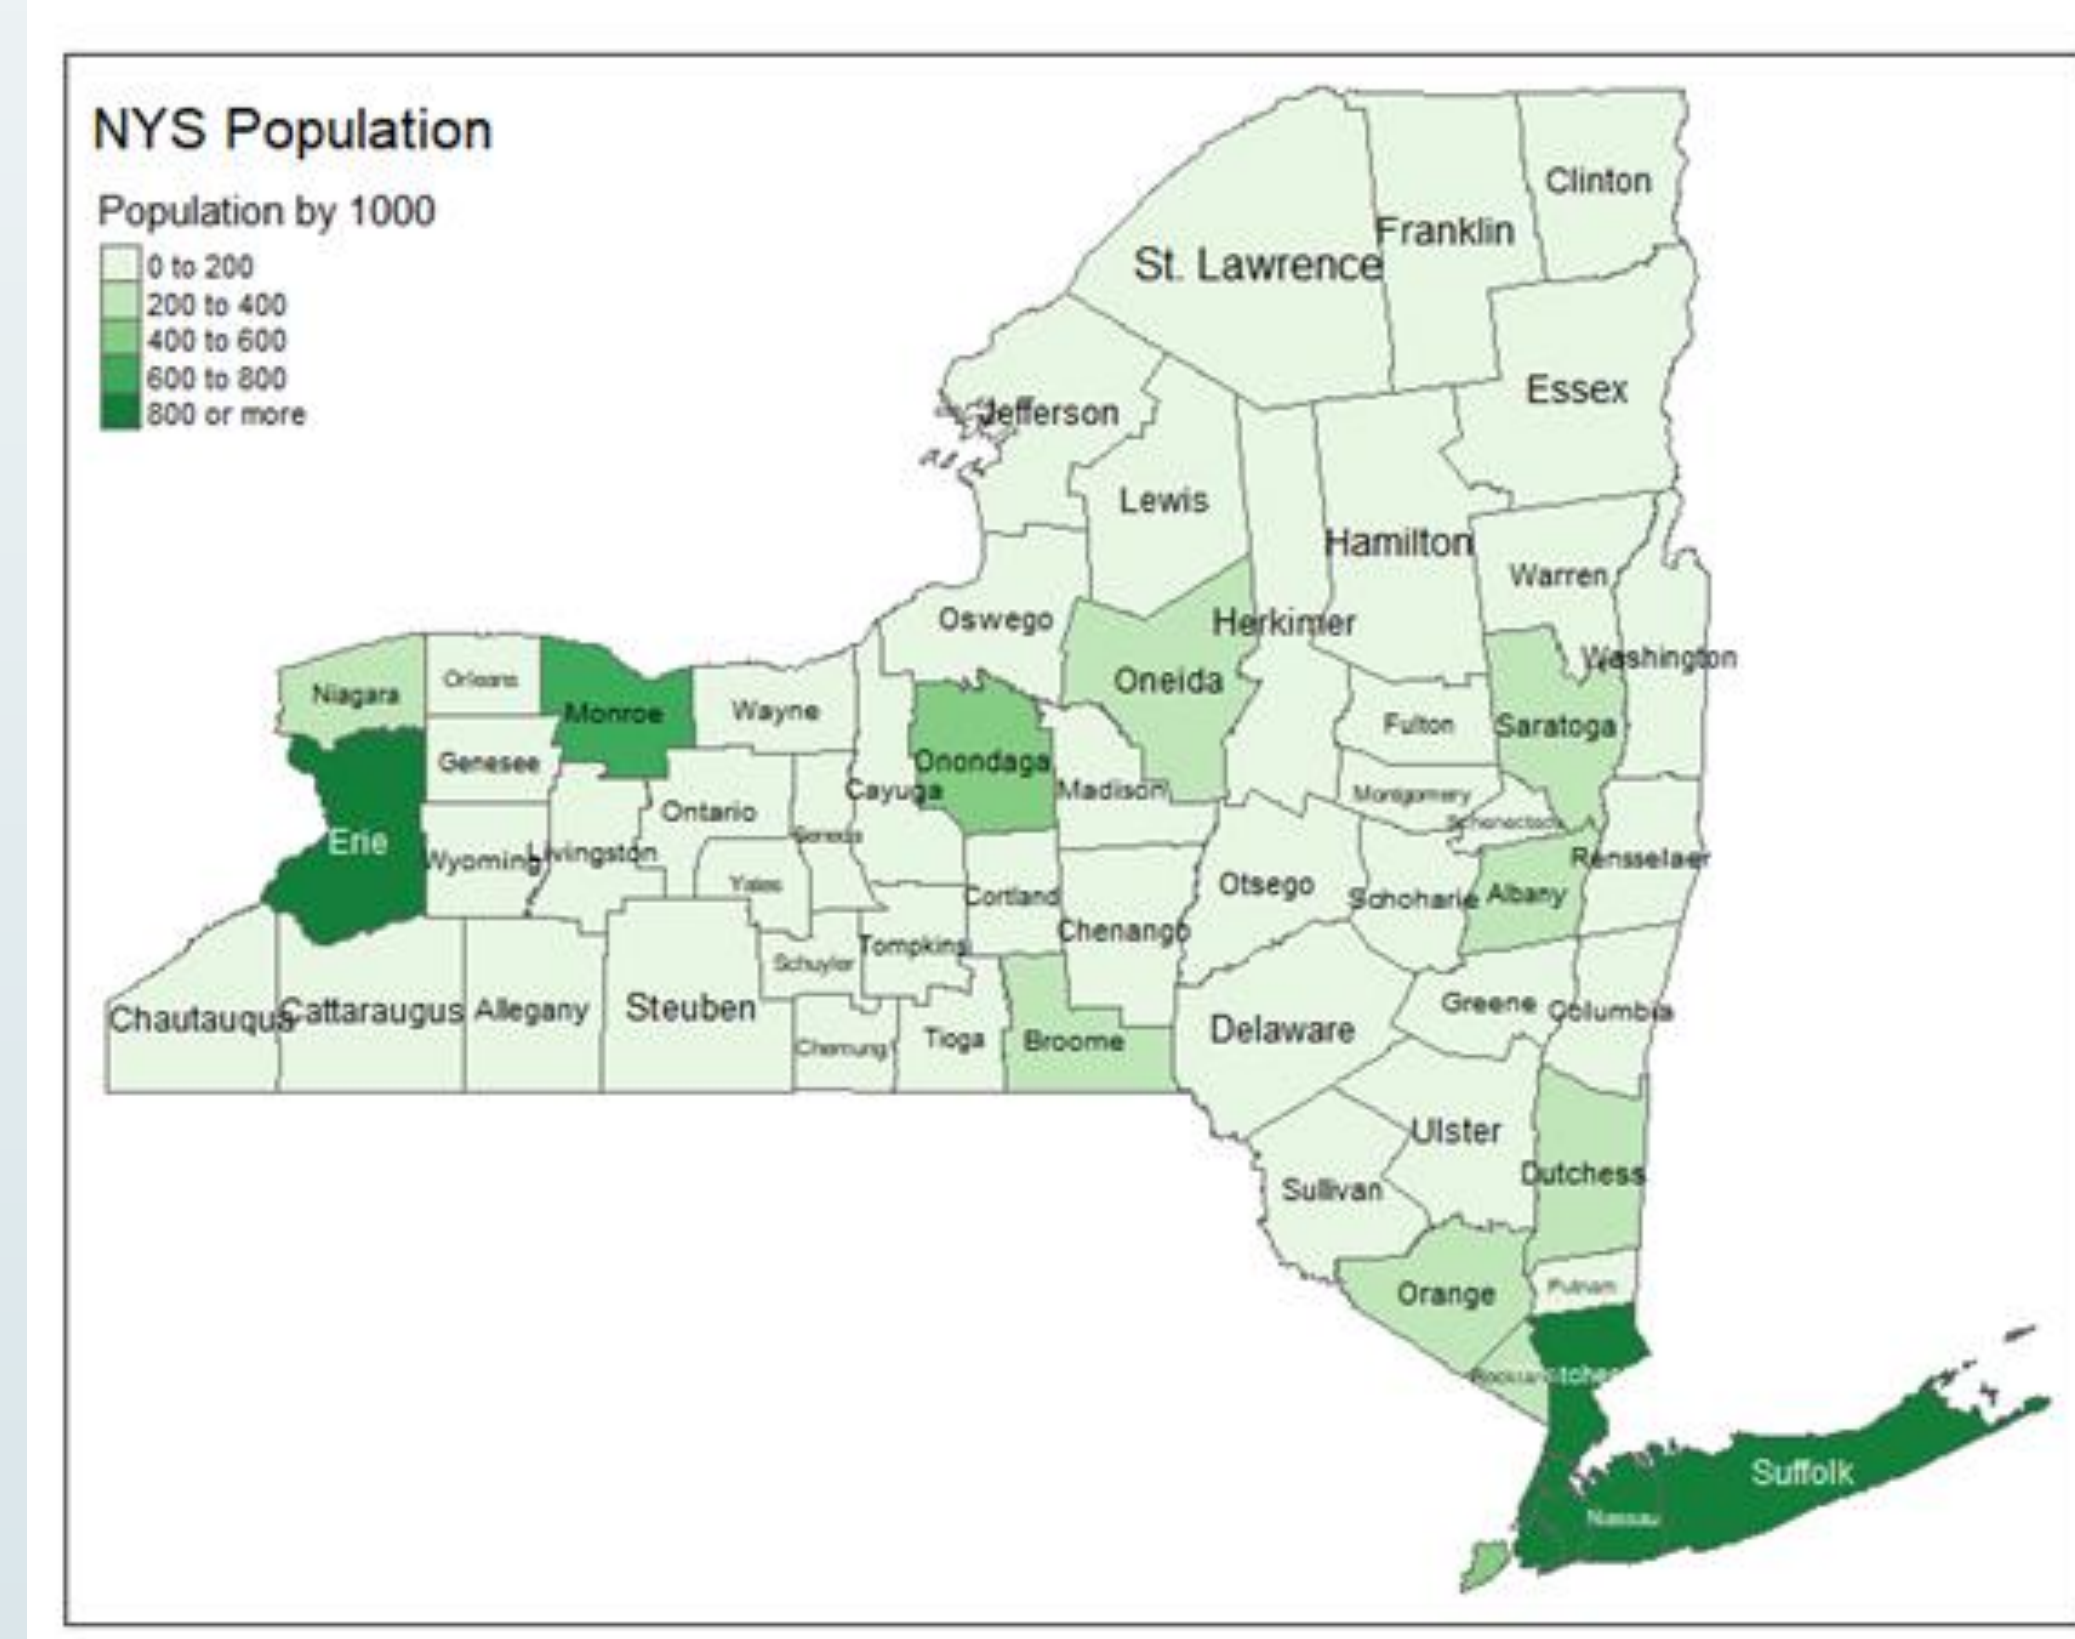 NYS Population
Population by 1000
0 to 200
200 to 400
400 to 600
600 to 800
800 or more
Clinton
Franklin
St. Lawrence
Essex
Jefferson
Lewis
Hamilton
Warren
Oswego
Herkimer
Washington
Oneida
Orleans
Niagara
Monroe
Wayne
Fulton
Saratoga
Genesee
Onondaga
Cayuga
Madison
Montgomery
Ontario
Schenectady
Seneca
Erie
Wyoming
Livingston
Rensselaer
Yates
Otsego
Cortland
Schoharie
Albany
Chenango
Tompkins
Schuyler
Steuben
Allegany
Cattaraugus
Chautauqua
Greene
Columbia
Delaware
Tioga
Broome
Chemung
Ulster
Dutchess
Sullivan
Putnam
Orange
Suffolk
Nassau